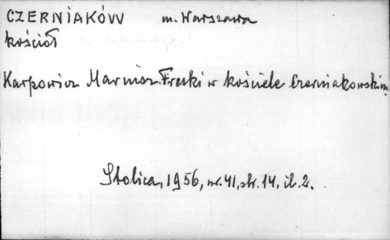 CZERNIAKÓW m. Warszawa
kościół
Karpowicz Mariusz Freski w kościele Czerniakowskim
Stolica, 1956, nr. 41, str. 14, il. 2.